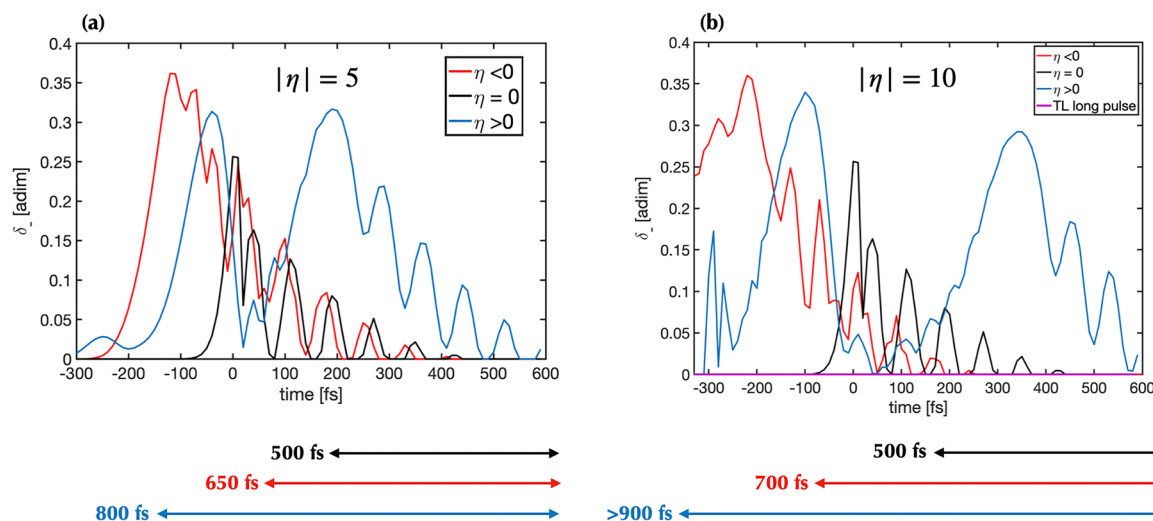 (a)
0.4
0.35
0.3
0.25
0.2
0.15
0.1
0.05
0
δ_ [adim]
|η| = 5
η <0
η = 0
η >0
-300 -200 -100 0 100 200 300 400 500 600
time [fs]
500 fs
650 fs
800 fs
(b)
0.4
0.35
0.3
0.25
0.2
0.15
0.1
0.05
0
δ_ [adim]
|η| = 10
η <0
η = 0
η >0
TL long pulse
-300 -200 -100 0 100 200 300 400 500 600
time [fs]
500 fs
700 fs
>900 fs